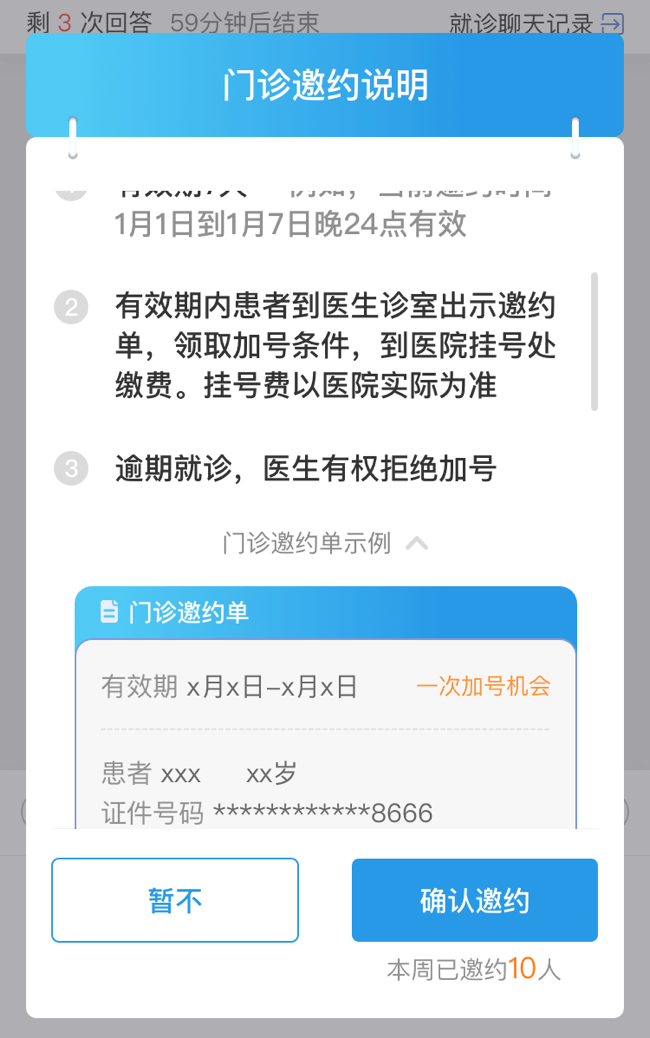 剩 3 次回答 59分钟后结束 就诊聊天记录
门诊邀约说明
1月1日到1月7日晚24点有效
2 有效期内患者到医生诊室出示邀约
单，领取加号条件，到医院挂号处
缴费。挂号费以医院实际为准
3 逾期就诊，医生有权拒绝加号
门诊邀约单示例
门诊邀约单
有效期 x月x日-x月x日 一次加号机会
患者 xxx xx岁
证件号码 ************8666
暂不 确认邀约
本周已邀约10人